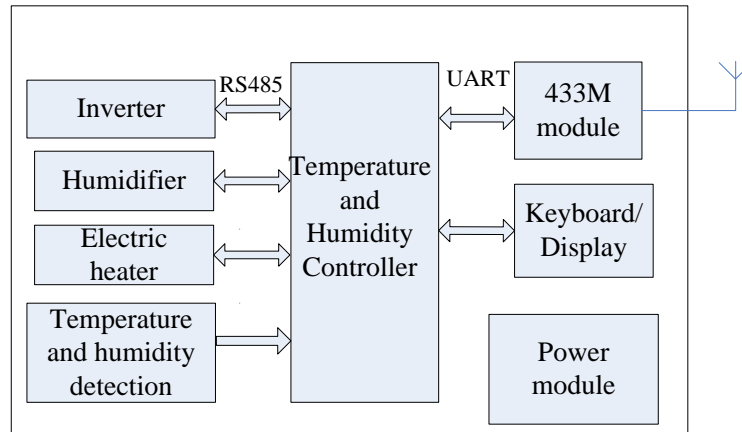 RS485
Inverter
Humidifier
Electric
heater
Temperature
and humidity
detection
Temperature
and
Humidity
Controller
UART
433M
module
Keyboard/
Display
Power
module